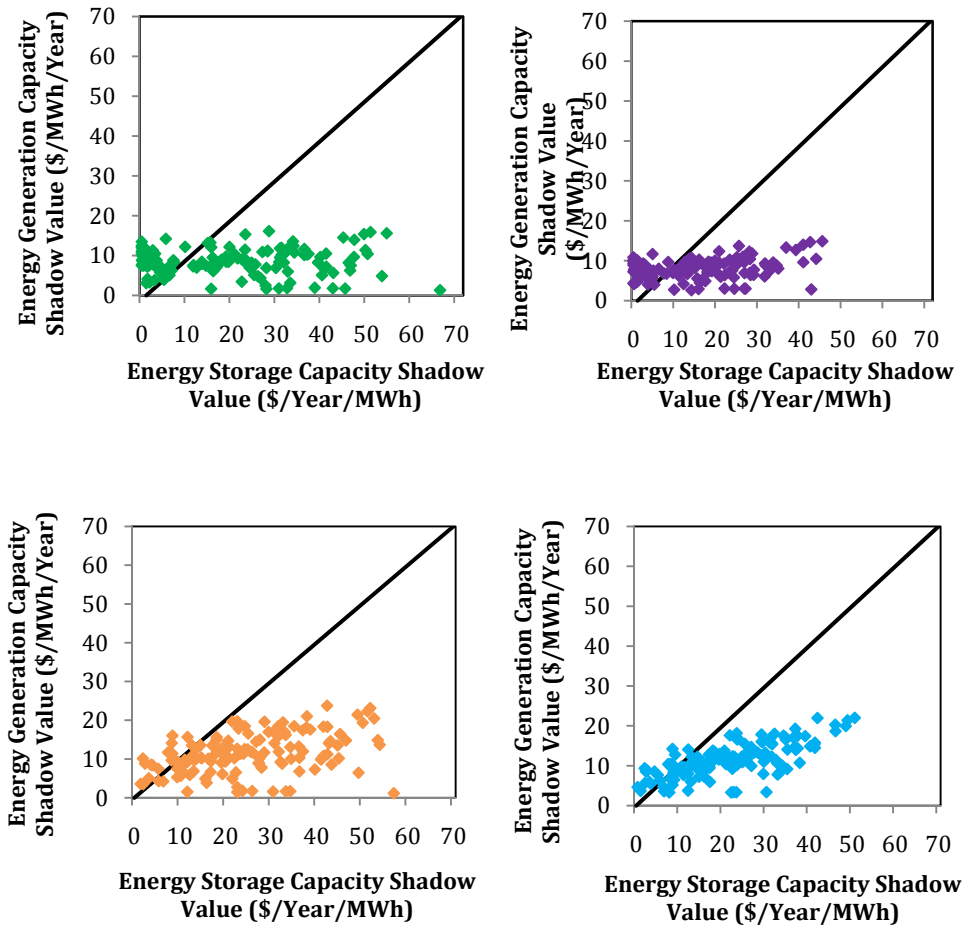 Energy Generation Capacity
Shadow Value ($/MWh/Year)
70
60
50
40
30
20
10
0
0 10 20 30 40 50 60 70
Energy Storage Capacity Shadow
Value ($/Year/MWh)
Energy Generation Capacity
Shadow Value
($/MWh/Year)
70
60
50
40
30
20
10
0
0 10 20 30 40 50 60 70
Energy Storage Capacity Shadow
Value ($/Year/MWh)
Energy Generation Capacity
Shadow Value ($/MWh/Year)
70
60
50
40
30
20
10
0
0 10 20 30 40 50 60 70
Energy Storage Capacity Shadow
Value ($/Year/MWh)
Energy Generation Capacity
Shadow Value ($/MWh/Year)
70
60
50
40
30
20
10
0
0 10 20 30 40 50 60 70
Energy Storage Capacity Shadow
Value ($/Year/MWh)